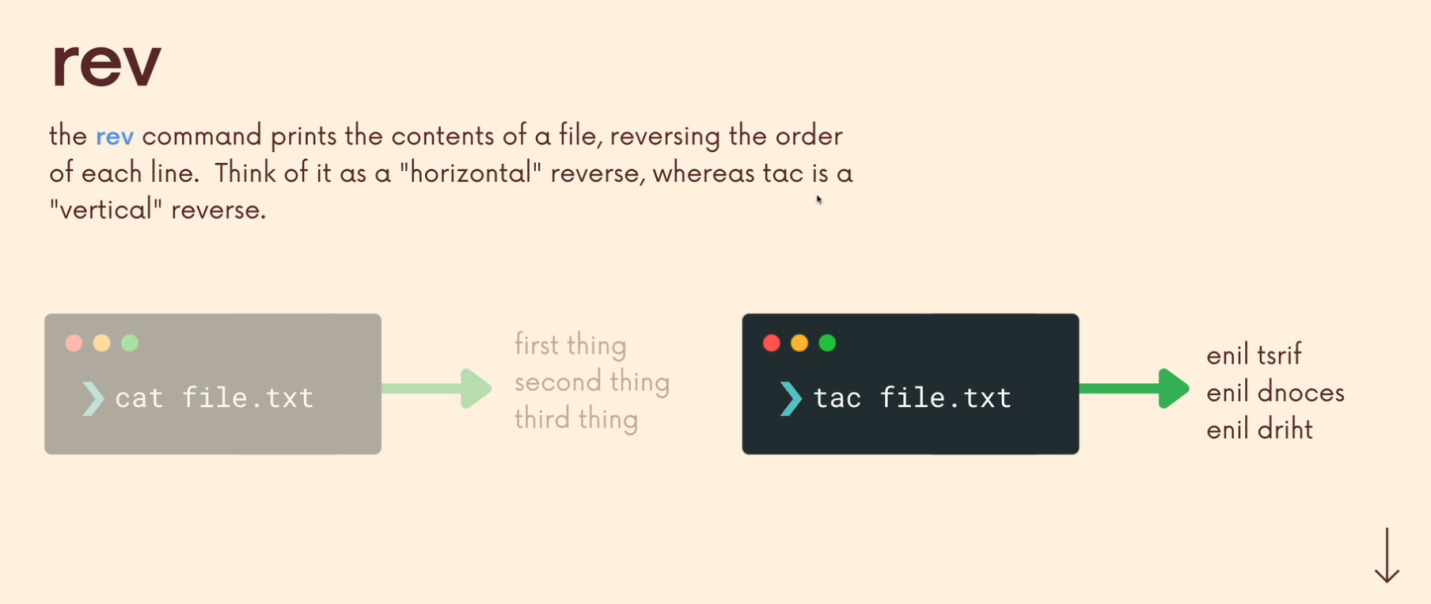 rev
the rev command prints the contents of a file, reversing the order
of each line. Think of it as a "horizontal" reverse, whereas tac is a
"vertical" reverse.
❯ cat file.txt
first thing
second thing
third thing
❯ tac file.txt
enil tsrif
enil dnoces
enil driht